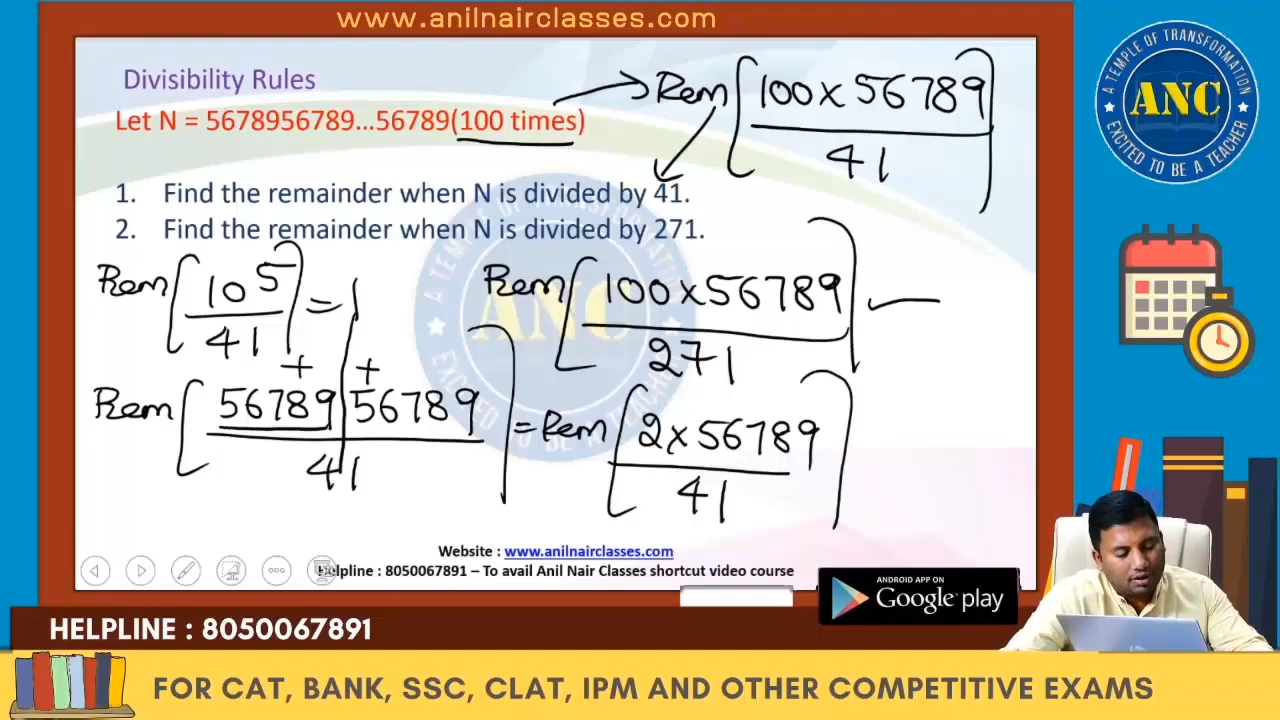 www.anilnairclasses.com
Divisibility Rules
Let N = 5678956789...56789(100 times)
Rem[100 x 56789
41
1. Find the remainder when N is divided by 41.
2. Find the remainder when N is divided by 271.
Rem[10^5
41] = 1
Rem[100 x 56789
271]
+ +
Rem[56789|56789
41] = Rem[2 x 56789
41]
Website : www.anilnairclasses.com
Helpline : 8050067891 – To avail Anil Nair Classes shortcut video course
A TEMPLE OF TRANSFORMATION
ANC
EXCITED TO BE A TEACHER
ANDROID APP ON
Google play
HELPLINE : 8050067891
FOR CAT, BANK, SSC, CLAT, IPM AND OTHER COMPETITIVE EXAMS